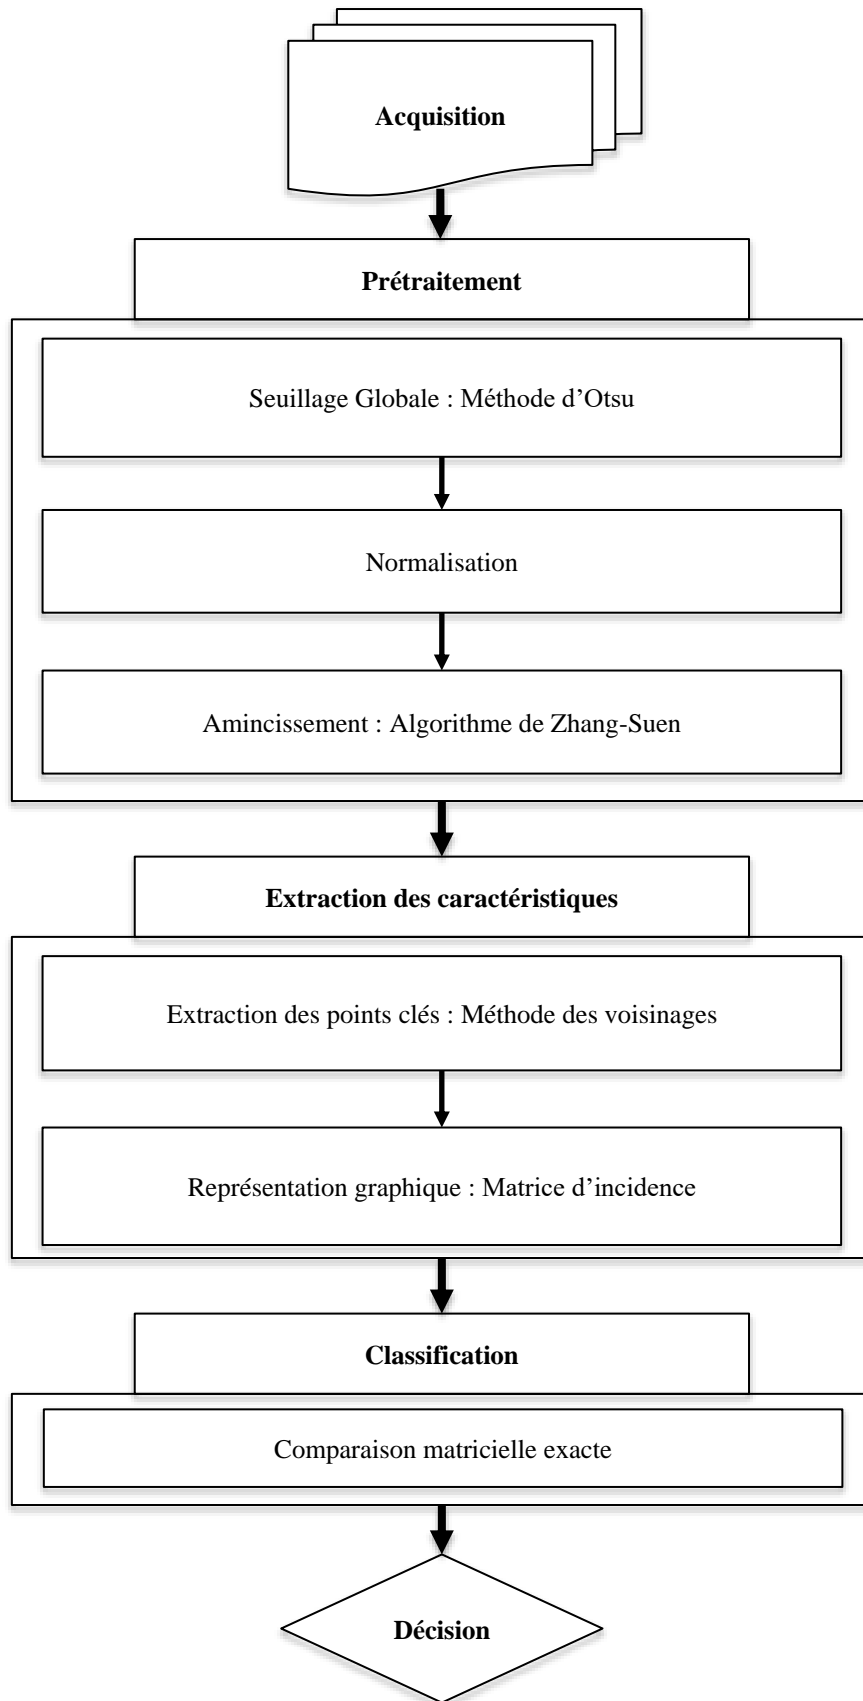 Acquisition
Prétraitement
Seuillage Globale : Méthode d’Otsu
Normalisation
Amincissement : Algorithme de Zhang-Suen
Extraction des caractéristiques
Extraction des points clés : Méthode des voisinages
Représentation graphique : Matrice d’incidence
Classification
Comparaison matricielle exacte
Décision